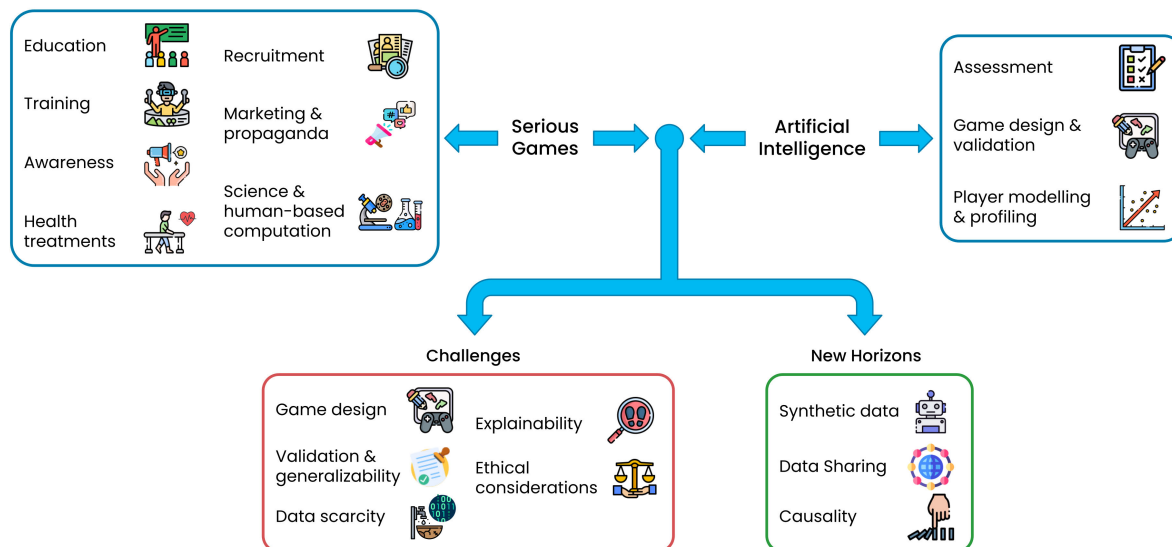 Education
Training
Awareness
Health
treatments
Recruitment
Marketing &
propaganda
Science &
human-based
computation
Serious
Games
Artificial
Intelligence
Assessment
Game design &
validation
Player modelling
& profiling
Challenges
Game design
Validation &
generalizability
Data scarcity
Explainability
Ethical
considerations
New Horizons
Synthetic data
Data Sharing
Causality